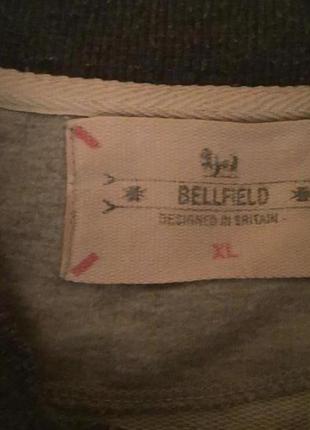 BELLFIELD
DESIGNED IN BRITAIN -
XL